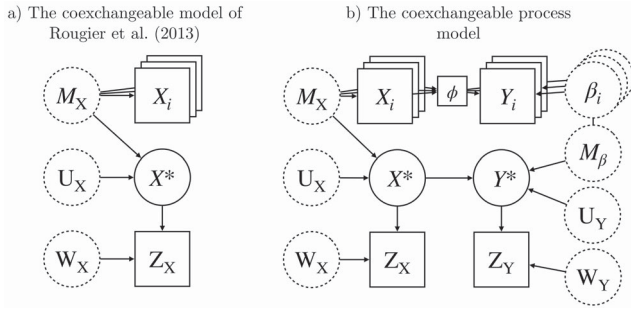 a) The coexchangeable model of
Rougier et al. (2013)
b) The coexchangeable process
model
M_X X_i
U_X X*
W_X Z_X
M_X X_i ϕ Y_i β_i
M_β
U_X X* Y*
U_Y
W_X Z_X Z_Y
W_Y